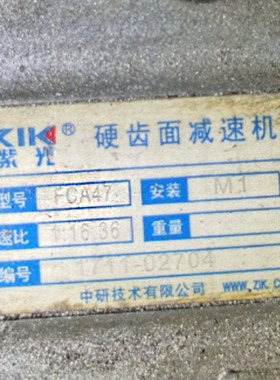 ZIK® 硬齿面减速机
紫光
型号 FCA47 安装 M1
速比 1:16.36 重量
编号 1711-02704
中研技术有限公司 www.zik.c